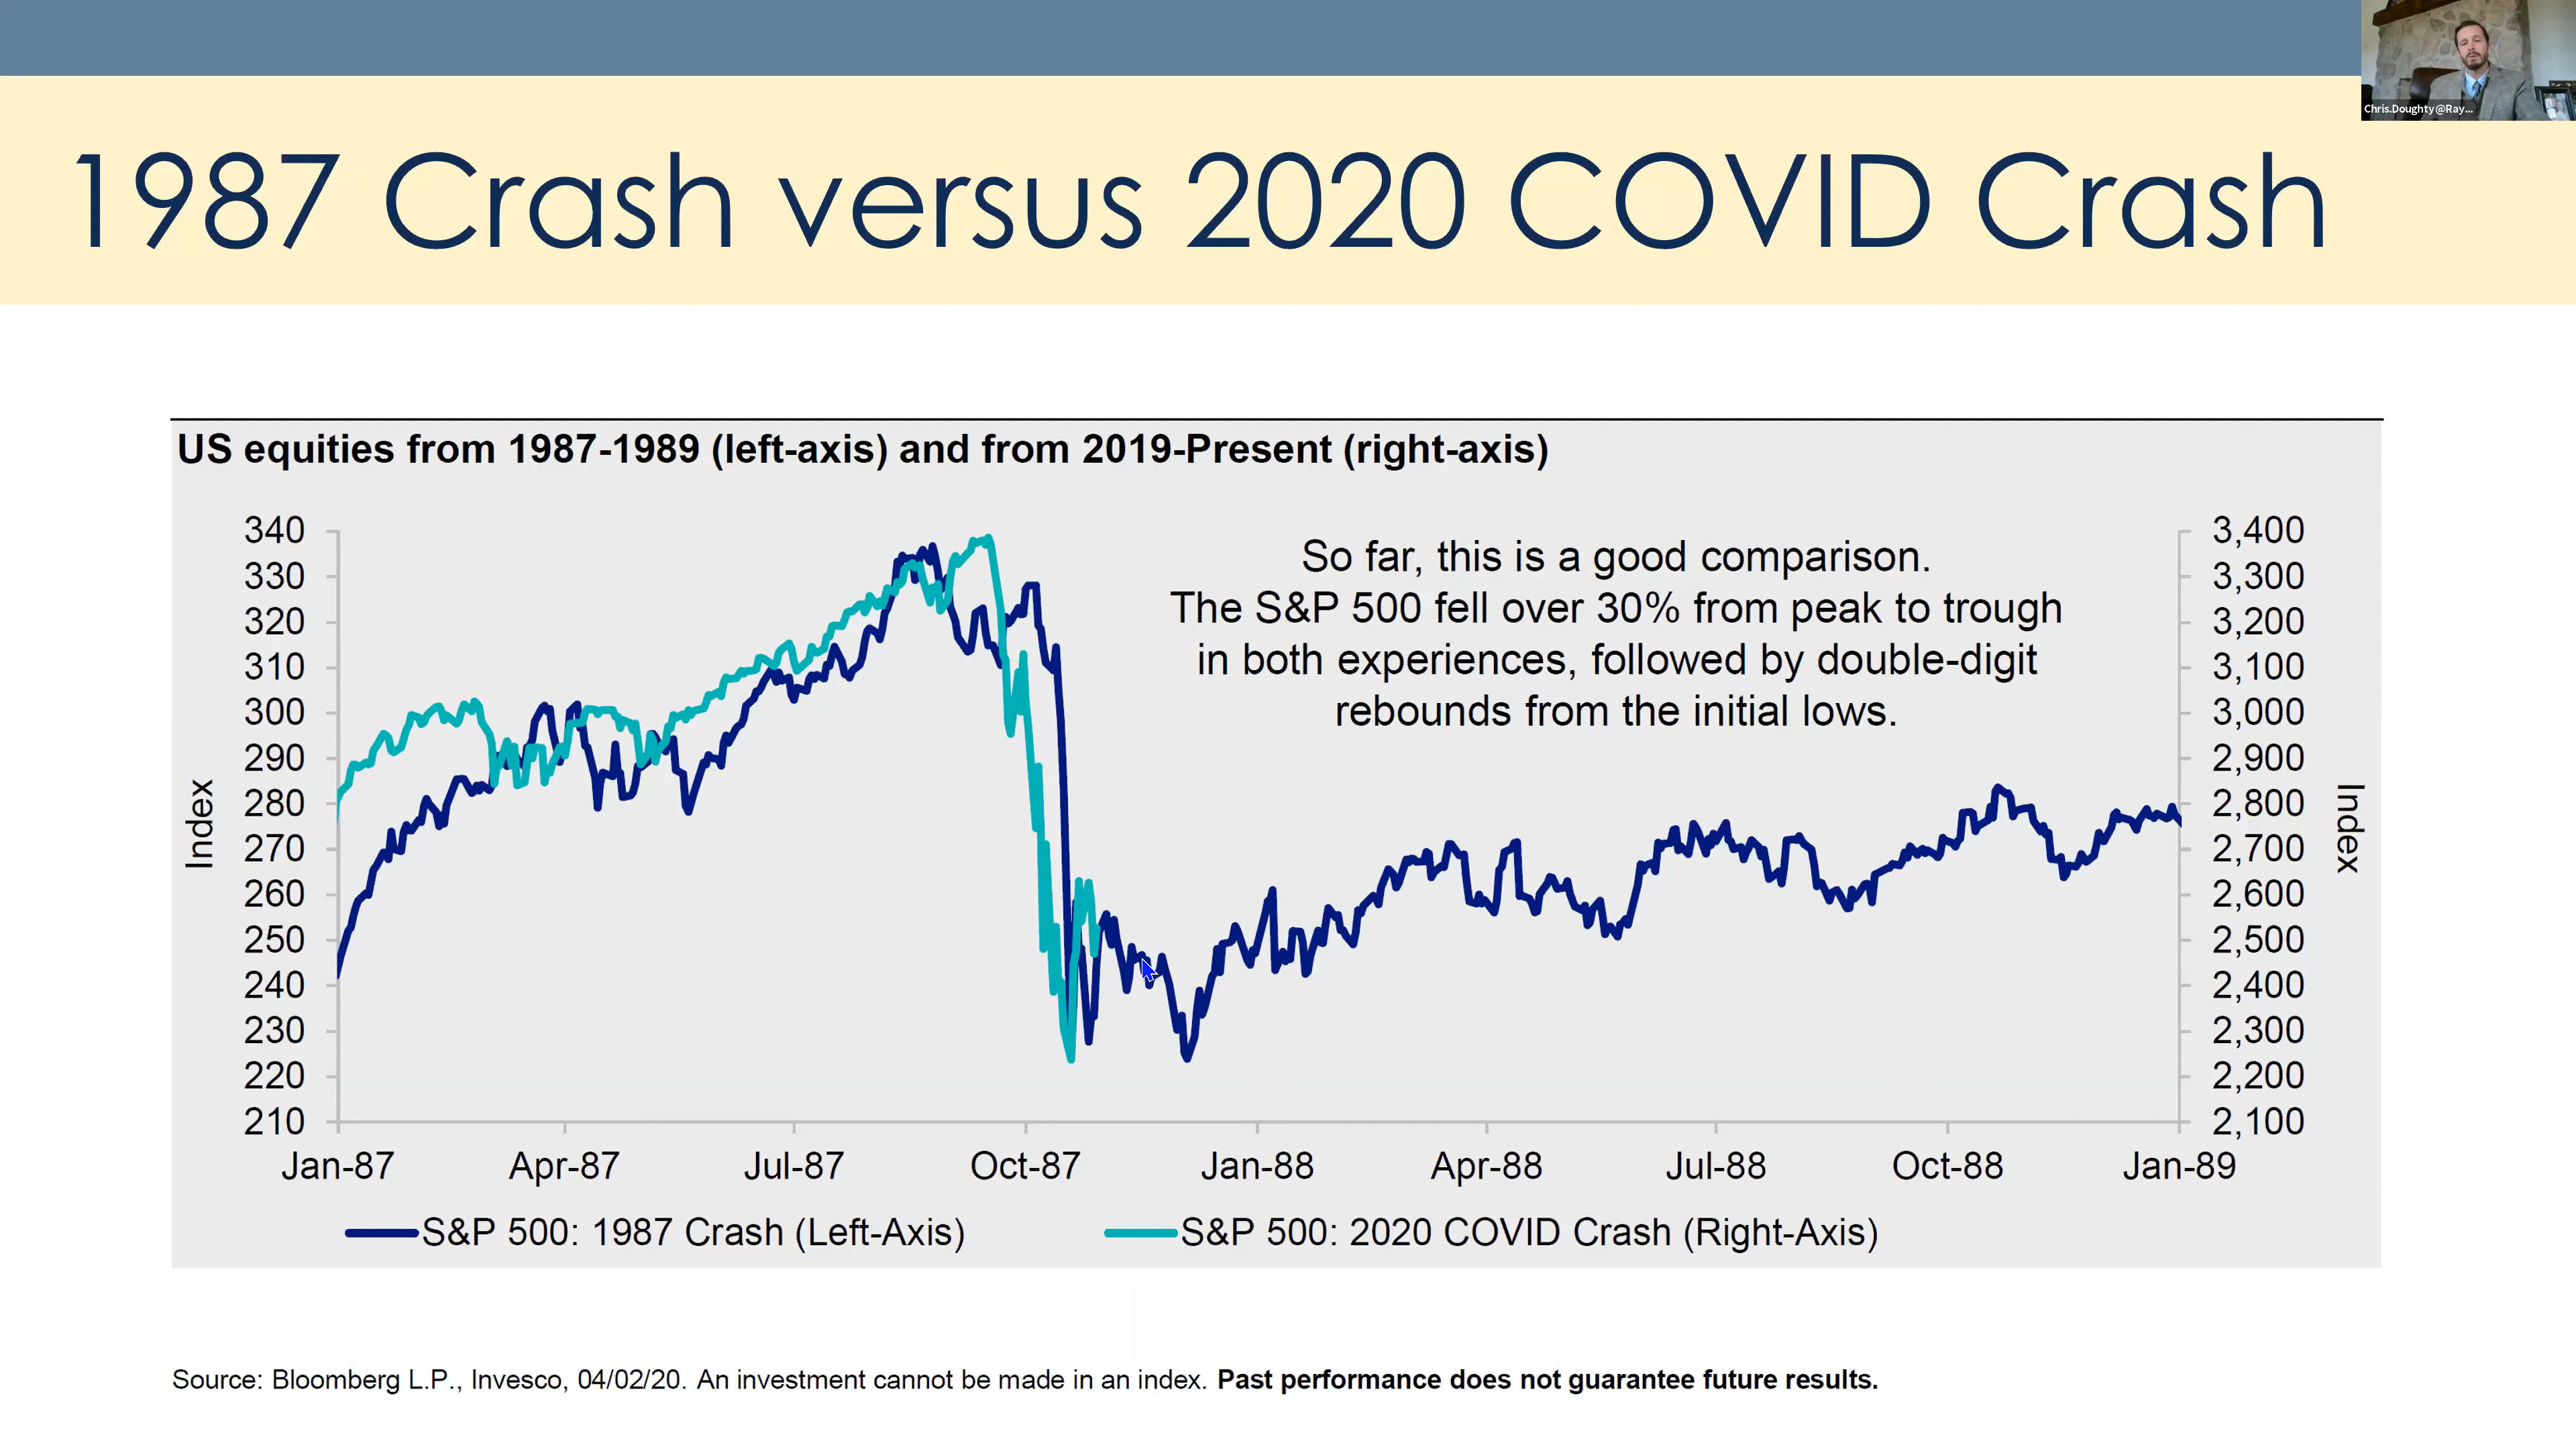 Chris.Doughty@Ray...
1987 Crash versus 2020 COVID Crash
US equities from 1987-1989 (left-axis) and from 2019-Present (right-axis)
So far, this is a good comparison.
The S&P 500 fell over 30% from peak to trough
in both experiences, followed by double-digit
rebounds from the initial lows.
Index
340
330
320
310
300
290
280
270
260
250
240
230
220
210
3,400
3,300
3,200
3,100
3,000
2,900
2,800
2,700
2,600
2,500
2,400
2,300
2,200
2,100
Index
Jan-87 Apr-87 Jul-87 Oct-87 Jan-88 Apr-88 Jul-88 Oct-88 Jan-89
S&P 500: 1987 Crash (Left-Axis) S&P 500: 2020 COVID Crash (Right-Axis)
Source: Bloomberg L.P., Invesco, 04/02/20. An investment cannot be made in an index. Past performance does not guarantee future results.